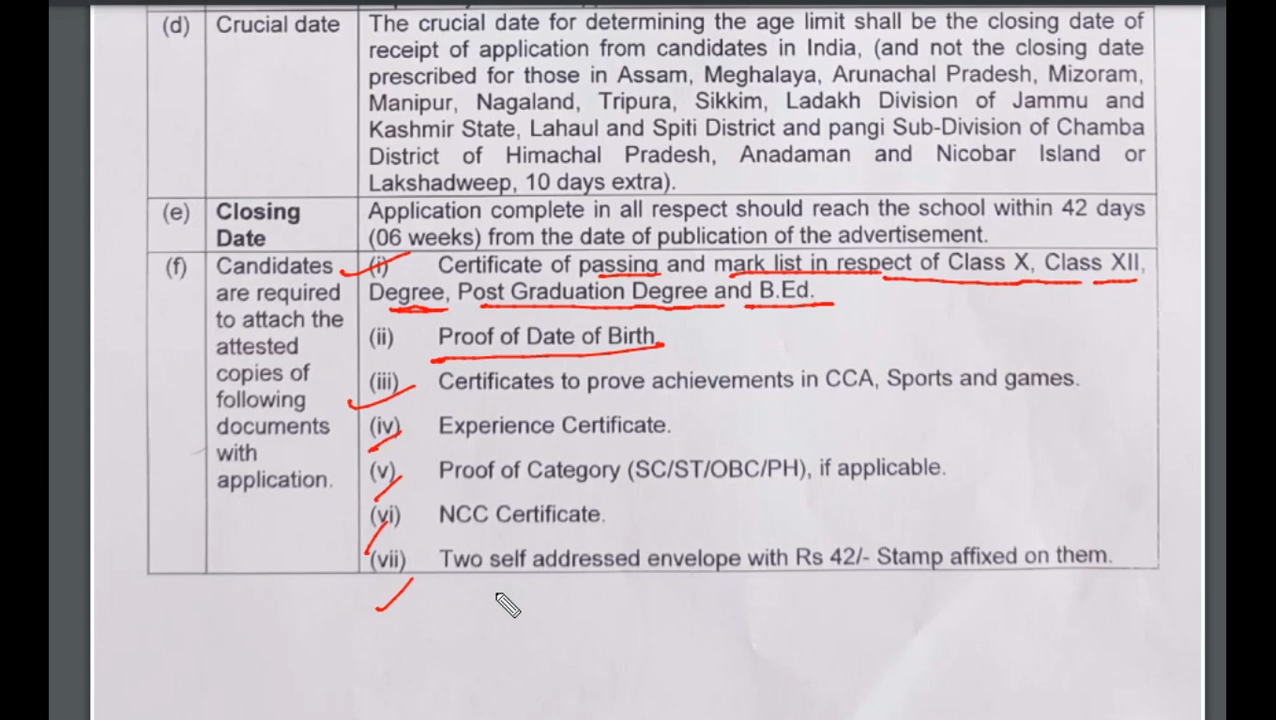 (d) Crucial date The crucial date for determining the age limit shall be the closing date of
receipt of application from candidates in India, (and not the closing date
prescribed for those in Assam, Meghalaya, Arunachal Pradesh, Mizoram,
Manipur, Nagaland, Tripura, Sikkim, Ladakh Division of Jammu and
Kashmir State, Lahaul and Spiti District and pangi Sub-Division of Chamba
District of Himachal Pradesh, Anadaman and Nicobar Island or
Lakshadweep, 10 days extra).
(e) Closing Date Application complete in all respect should reach the school within 42 days
(06 weeks) from the date of publication of the advertisement.
(f) Candidates
are required
to attach the
attested
copies of
following
documents
with
application.
(i) Certificate of passing and mark list in respect of Class X, Class XII,
Degree, Post Graduation Degree and B.Ed.
(ii) Proof of Date of Birth.
(iii) Certificates to prove achievements in CCA, Sports and games.
(iv) Experience Certificate.
(v) Proof of Category (SC/ST/OBC/PH), if applicable.
(vi) NCC Certificate.
(vii) Two self addressed envelope with Rs 42/- Stamp affixed on them.